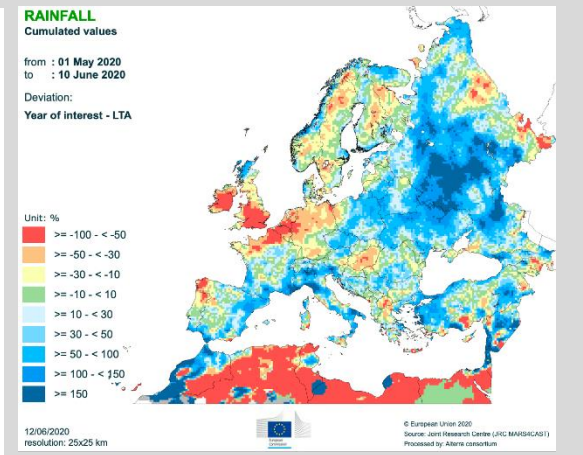 RAINFALL
Cumulated values
from : 01 May 2020
to : 10 June 2020
Deviation:
Year of interest - LTA
Unit: %
>= -100 - < -50
>= -50 - < -30
>= -30 - < -10
>= -10 - < 10
>= 10 - < 30
>= 30 - < 50
>= 50 - < 100
>= 100 - < 150
>= 150
12/06/2020
resolution: 25x25 km
European
Commission
© European Union 2020
Source: Joint Research Centre (JRC MARS4CAST)
Processed by: Alterra consortium